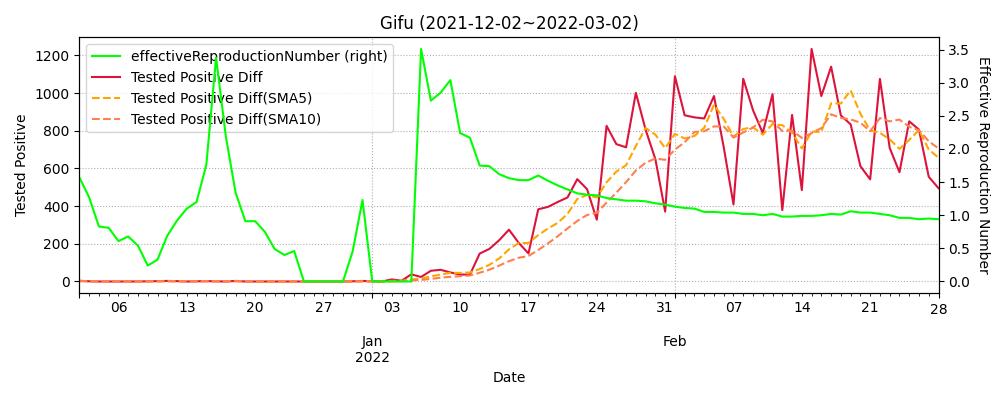 Gifu (2021-12-02~2022-03-02)
effectiveReproductionNumber (right)
Tested Positive Diff
Tested Positive Diff(SMA5)
Tested Positive Diff(SMA10)
Tested Positive
1200
1000
800
600
400
200
0
Effective Reproduction Number
3.5
3.0
2.5
2.0
1.5
1.0
0.5
0.0
06 13 20 27 03 10 17 24 31 07 14 21 28
Jan Feb
2022
Date